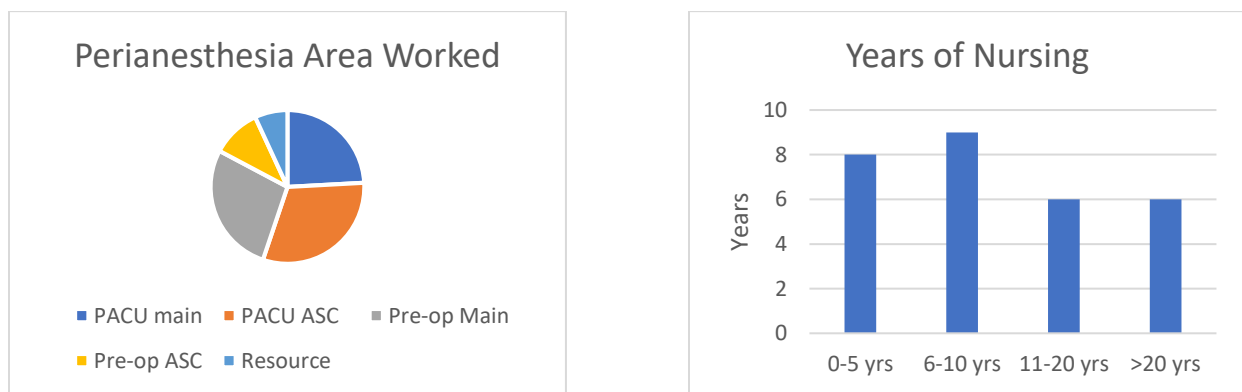 Perianesthesia Area Worked
PACU main PACU ASC Pre-op Main
Pre-op ASC Resource
Years of Nursing
10
8
6
4
2
0
Years
0-5 yrs 6-10 yrs 11-20 yrs >20 yrs